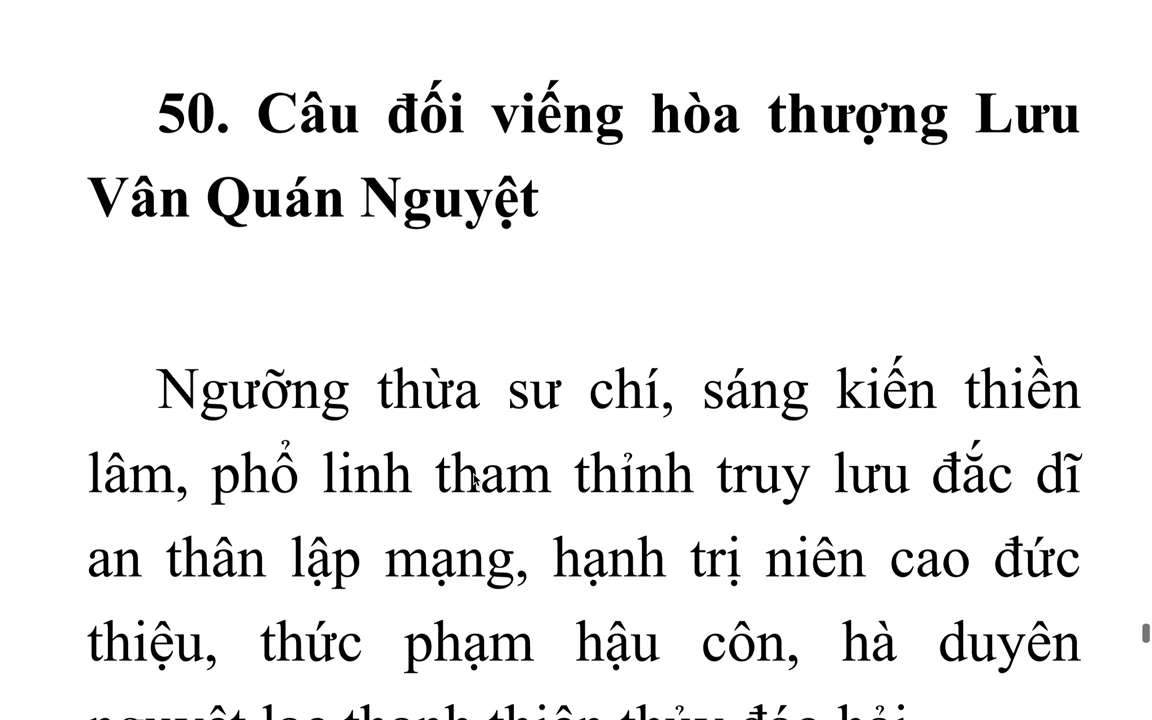 50. Câu đối viếng hòa thượng Lưu
Vân Quán Nguyệt
Ngưỡng thừa sư chí, sáng kiến thiền
lâm, phổ linh tham thỉnh truy lưu đắc dĩ
an thân lập mạng, hạnh trị niên cao đức
thiệu, thức phạm hậu côn, hà duyên